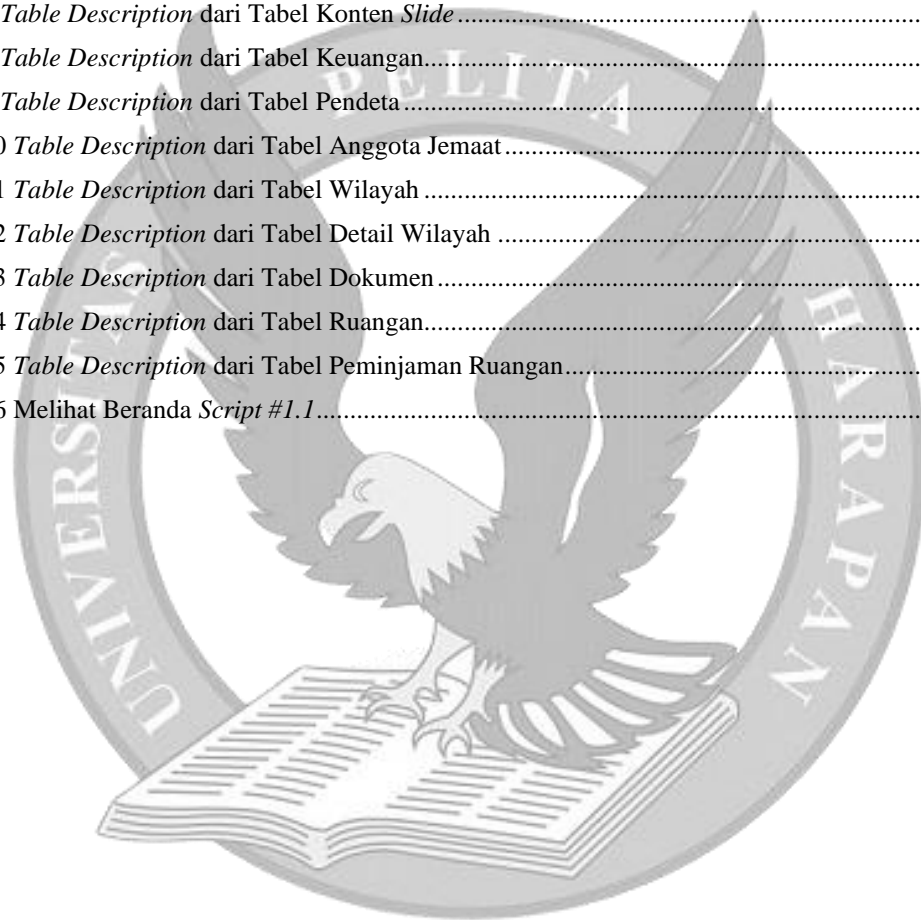 Table Description dari Tabel Konten Slide........................................................................
Table Description dari Tabel Keuangan.............................................................................
Table Description dari Tabel Pendeta................................................................................
0 Table Description dari Tabel Anggota Jemaat................................................................
1 Table Description dari Tabel Wilayah ............................................................................
2 Table Description dari Tabel Detail Wilayah .................................................................
3 Table Description dari Tabel Dokumen..........................................................................
4 Table Description dari Tabel Ruangan............................................................................
5 Table Description dari Tabel Peminjaman Ruangan.......................................................
6 Melihat Beranda Script #1.1............................................................................................
UNIVERSITAS PELITA HARAPAN